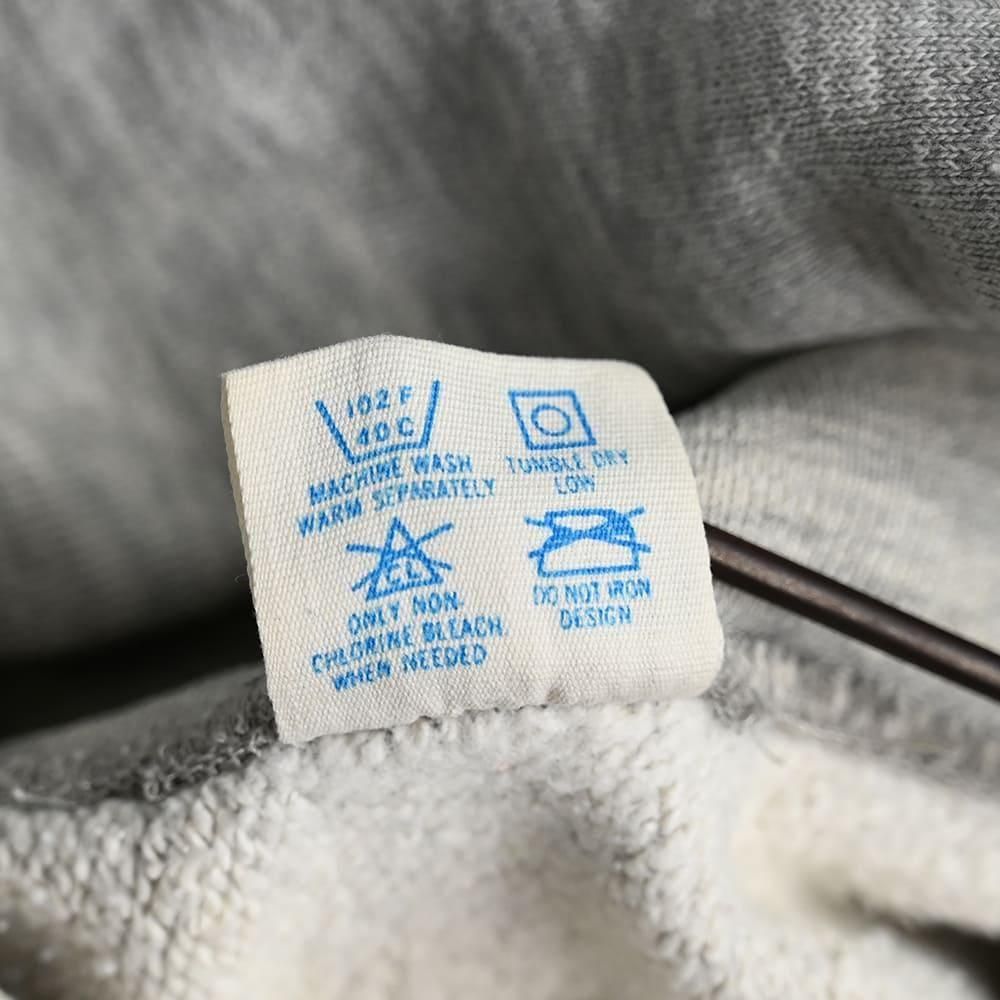 102 F
40 C
MACHINE WASH
WARM SEPARATELY
TUMBLE DRY
LOW
CL
ONLY NON
CHLORINE BLEACH
WHEN NEEDED
DO NOT IRON
DESIGN